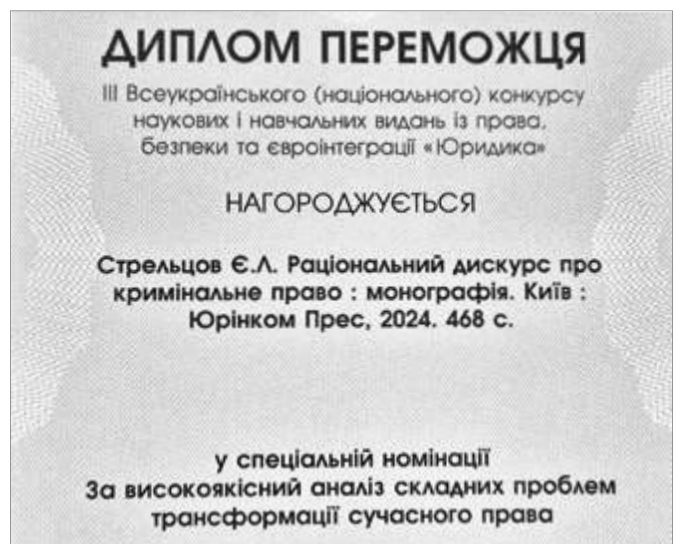 ДИПЛОМ ПЕРЕМОЖЦЯ
III Всеукраїнського (національного) конкурсу
наукових і навчальних видань із права,
безпеки та євроінтеграції «Юридика»
НАГОРОДЖУЄТЬСЯ
Стрельцов Є.Л. Раціональний дискурс про
кримінальне право : монографія. Київ :
Юрінком Прес, 2024. 468 с.
у спеціальній номінації
За високоякісний аналіз складних проблем
трансформації сучасного права